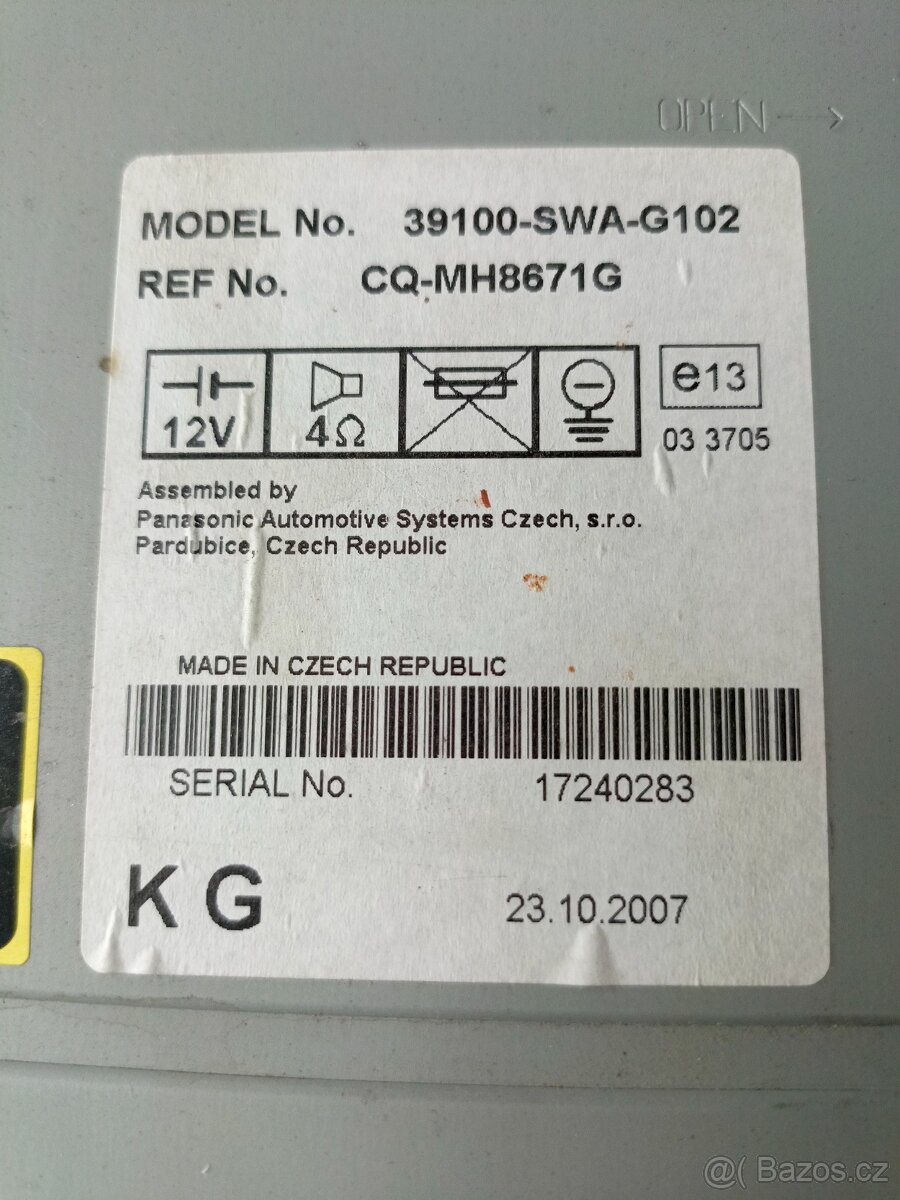 OPEN →
MODEL No. 39100-SWA-G102
REF No. CQ-MH8671G
12V 4Ω e13
03 3705
Assembled by
Panasonic Automotive Systems Czech, s.r.o.
Pardubice, Czech Republic
MADE IN CZECH REPUBLIC
SERIAL No. 17240283
KG 23.10.2007
@( Bazos.cz